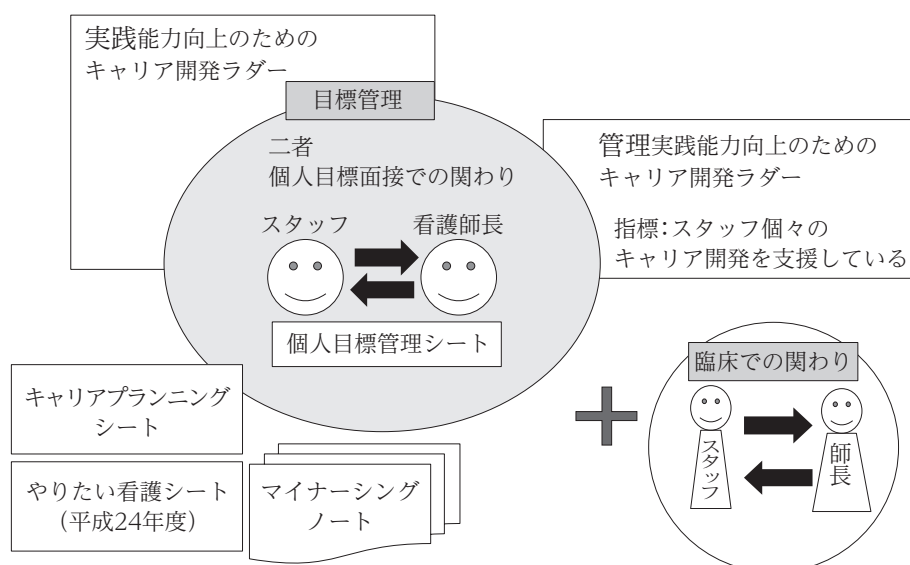 実践能力向上のための
キャリア開発ラダー
目標管理
二者
個人目標面接での関わり
スタッフ
看護師長
個人目標管理シート
管理実践能力向上のための
キャリア開発ラダー
指標:スタッフ個々の
キャリア開発を支援している
キャリアプランニング
シート
やりたい看護シート
(平成24年度)
マイナーシング
ノート
臨床での関わり
スタッフ
師長